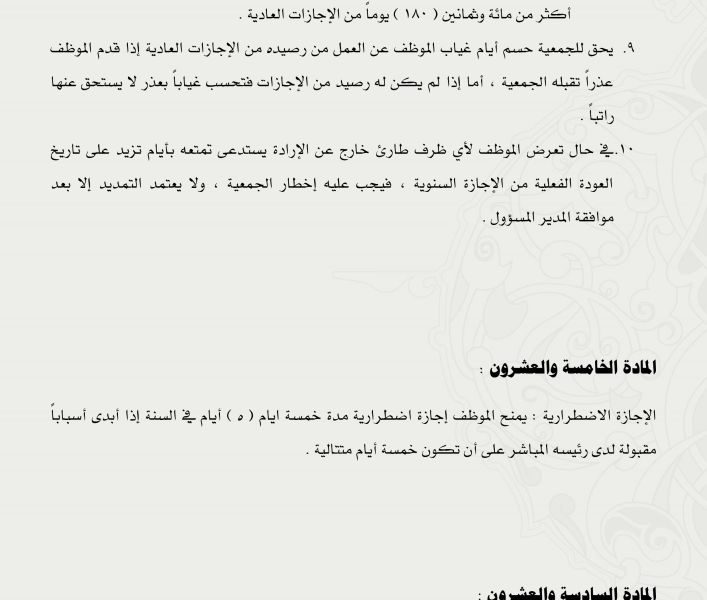 أكثر من مائة وثمانين ( ١٨٠ ) يوماً من الإجازات العادية .
٩. يحق للجمعية حسم أيام غياب الموظف عن العمل من رصيده من الإجازات العادية إذا قدم الموظف
عذراً تقبله الجمعية ، أما إذا لم يكن له رصيد من الإجازات فتحسب غياباً بعذر لا يستحق عنها
راتباً .
١٠. في حال تعرض الموظف لأي ظرف طارئ خارج عن الإرادة يستدعى تمتعه بأيام تزيد على تاريخ
العودة الفعلية من الإجازة السنوية ، فيجب عليه إخطار الجمعية ، ولا يعتمد التمديد إلا بعد
موافقة المدير المسؤول .
المادة الخامسة والعشرون :
الإجازة الاضطرارية : يمنح الموظف إجازة اضطرارية مدة خمسة ايام ( ٥ ) أيام في السنة إذا أبدى أسباباً
مقبولة لدى رئيسه المباشر على أن تكون خمسة أيام متتالية .
المادة السادسة والعشرون :